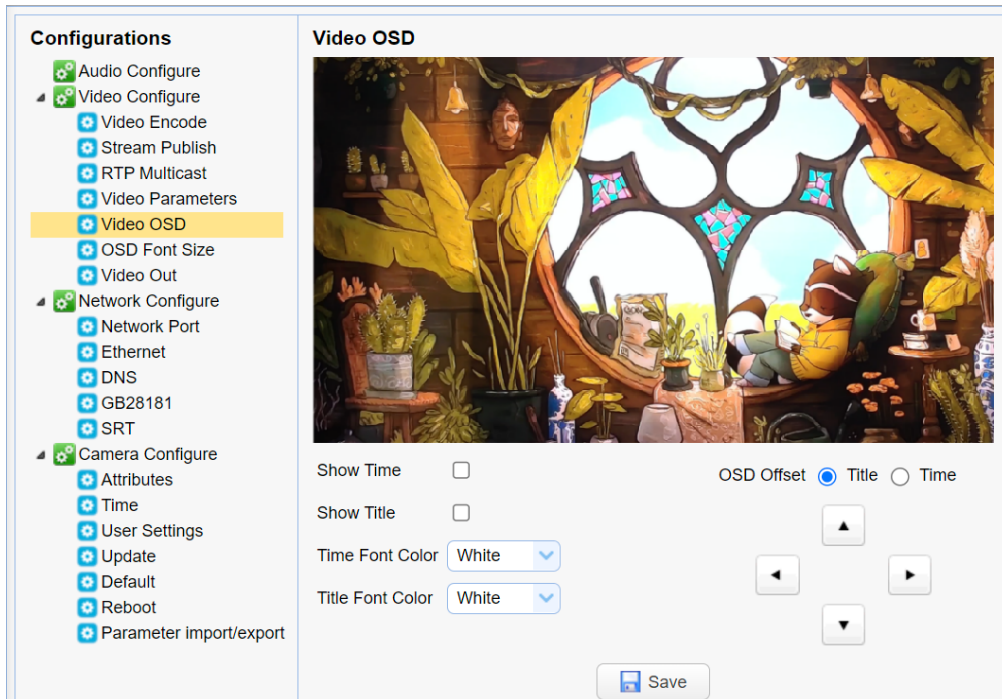 Configurations
Audio Configure
Video Configure
Video Encode
Stream Publish
RTP Multicast
Video Parameters
Video OSD
OSD Font Size
Video Out
Network Configure
Network Port
Ethernet
DNS
GB28181
SRT
Camera Configure
Attributes
Time
User Settings
Update
Default
Reboot
Parameter import/export
Video OSD
Show Time
Show Title
Time Font Color White
Title Font Color White
OSD Offset Title Time
Save